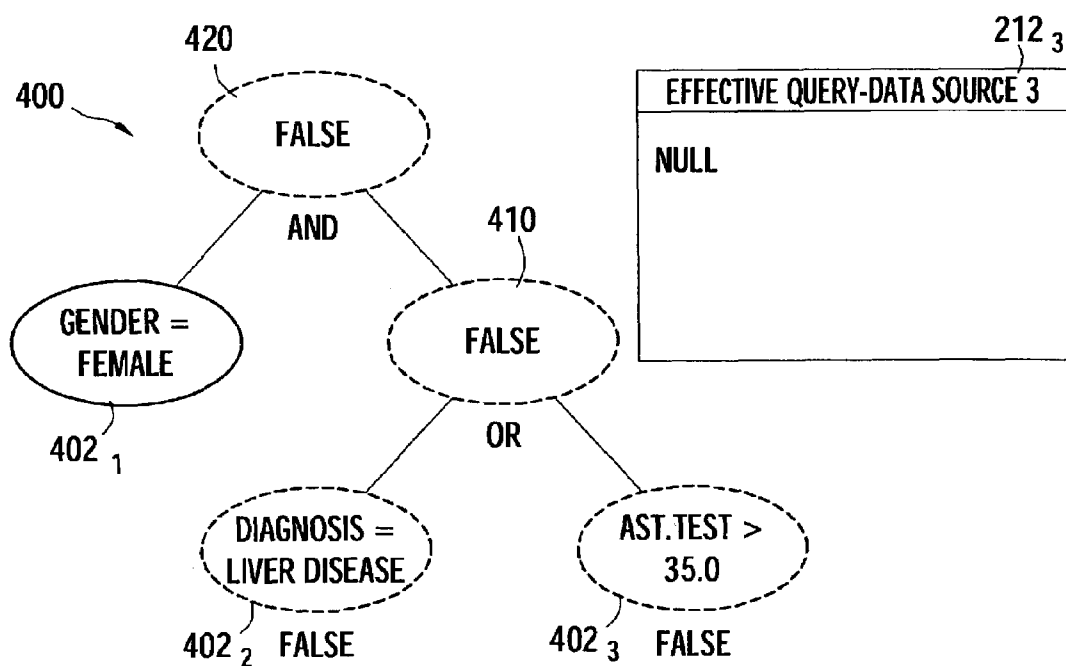 420
212 3
400
EFFECTIVE QUERY-DATA SOURCE 3
FALSE
NULL
AND
410
GENDER =
FEMALE
FALSE
402 1
OR
DIAGNOSIS =
LIVER DISEASE
AST.TEST >
35.0
402 2
FALSE
402 3
FALSE